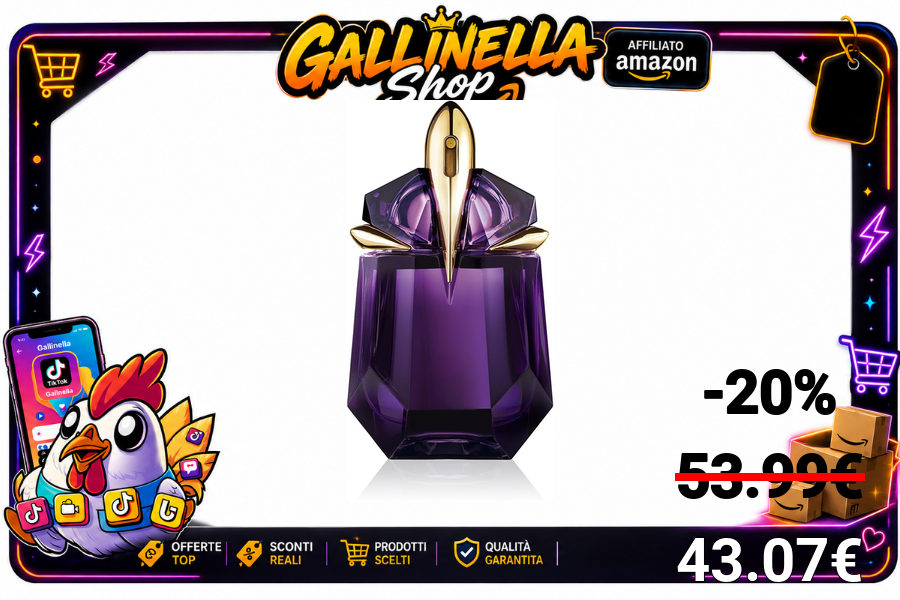 GALLINELLA
Shop
AFFILIATO
amazon
Gallinella
TikTok
Gallinella
-20%
53.99€
43.07€
OFFERTE
TOP
SCONTI
REALI
PRODOTTI
SCELTI
QUALITÀ
GARANTITA